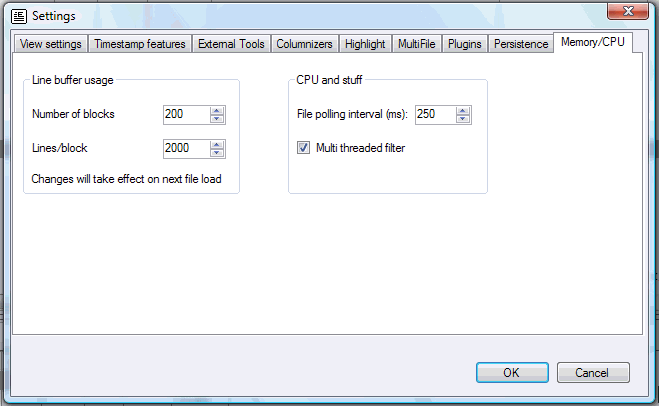 Settings
View settings Timestamp features External Tools Columnizers Highlight MultiFile Plugins Persistence Memory/CPU
Line buffer usage
Number of blocks 200
Lines/block 2000
Changes will take effect on next file load
CPU and stuff
File polling interval (ms): 250
Multi threaded filter
OK Cancel